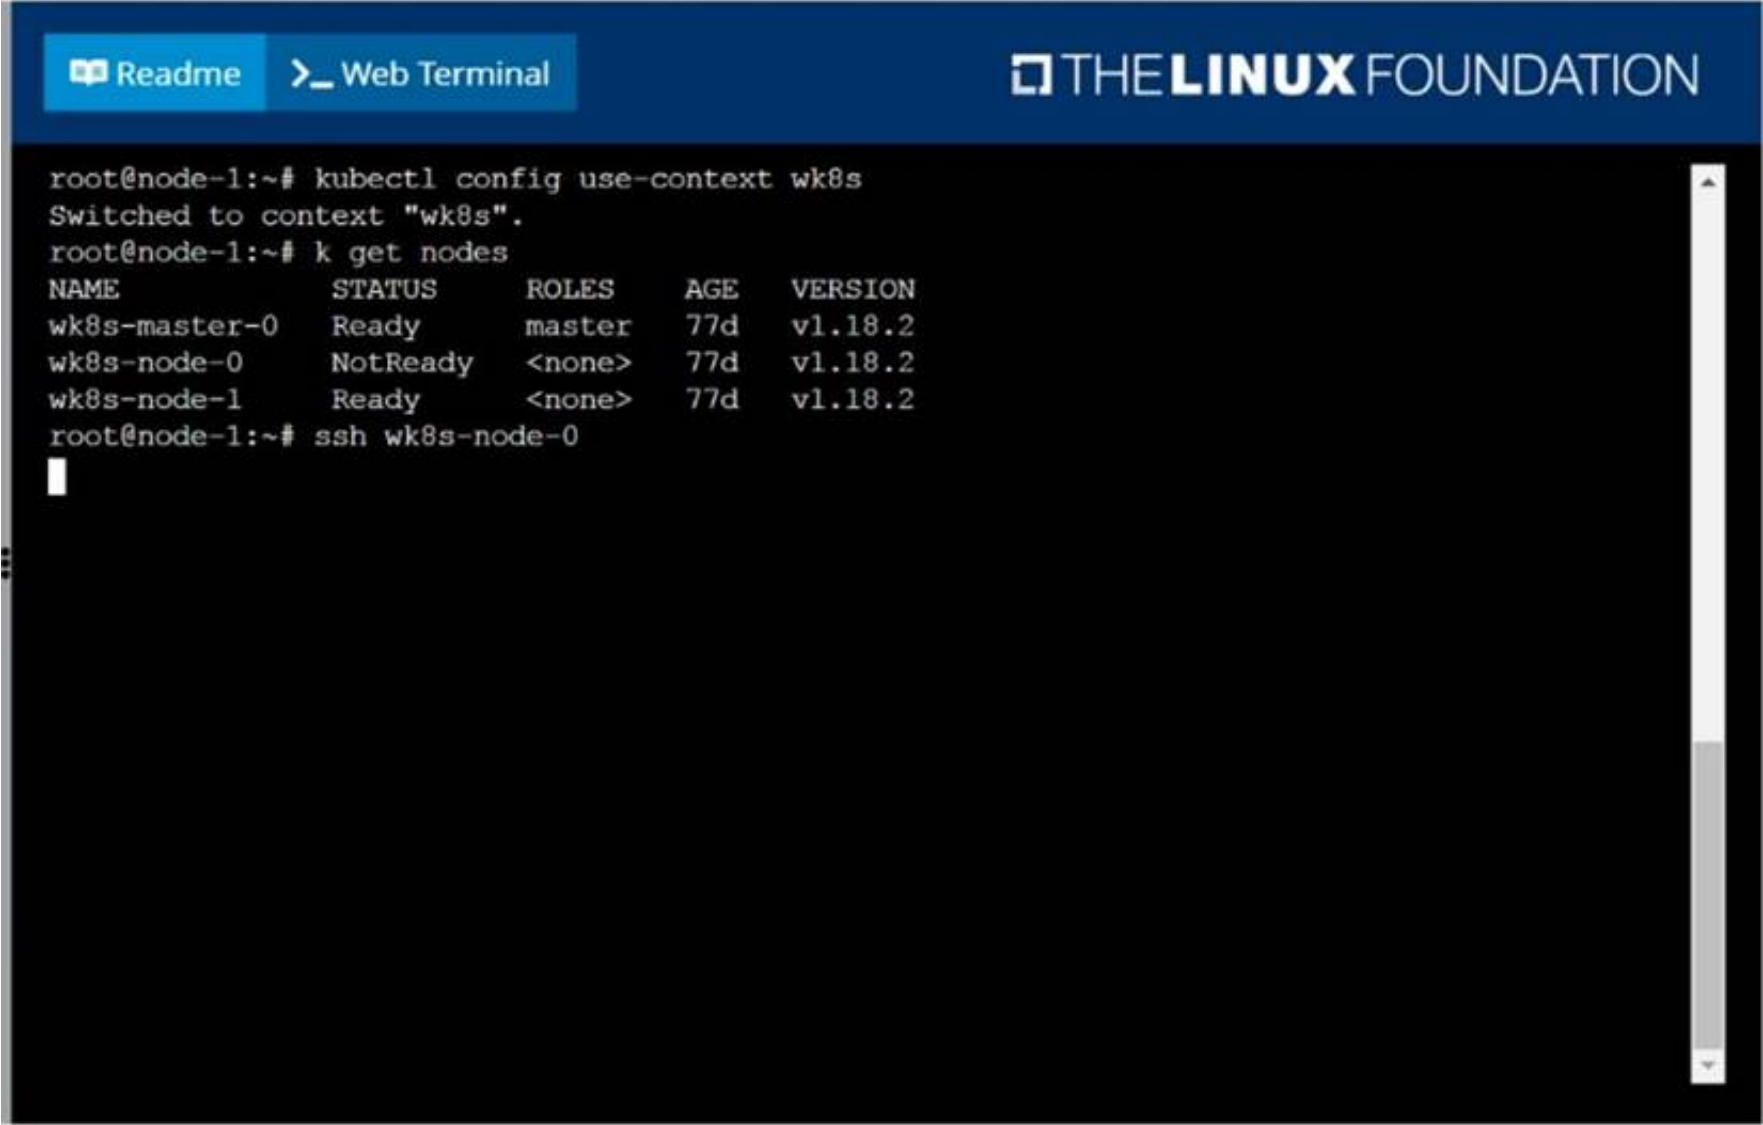 Readme
Web Terminal
THE LINUX FOUNDATION
root@node-1:~# kubectl config use-context wk8s
Switched to context "wk8s".
root@node-1:~# k get nodes
NAME STATUS ROLES AGE VERSION
wk8s-master-0 Ready master 77d v1.18.2
wk8s-node-0 NotReady <none> 77d v1.18.2
wk8s-node-1 Ready <none> 77d v1.18.2
root@node-1:~# ssh wk8s-node-0